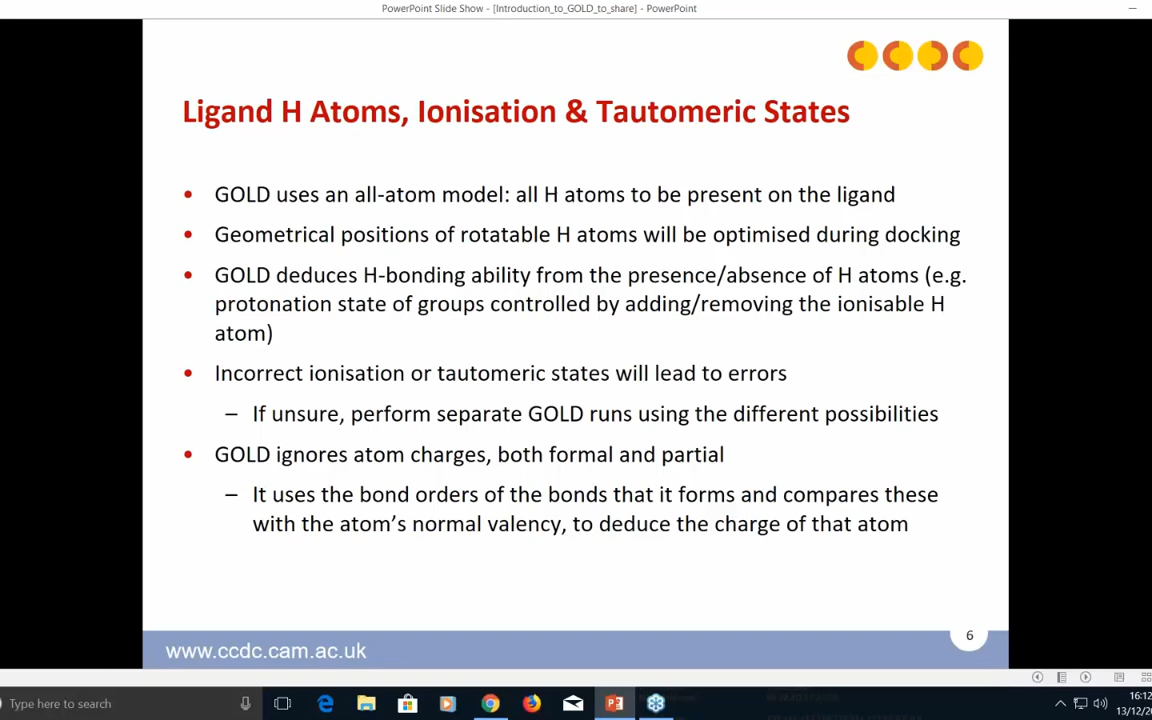 PowerPoint Slide Show - [Introduction_to_GOLD_to_share] - PowerPoint
Ligand H Atoms, Ionisation & Tautomeric States
• GOLD uses an all-atom model: all H atoms to be present on the ligand
• Geometrical positions of rotatable H atoms will be optimised during docking
• GOLD deduces H-bonding ability from the presence/absence of H atoms (e.g.
protonation state of groups controlled by adding/removing the ionisable H
atom)
• Incorrect ionisation or tautomeric states will lead to errors
– If unsure, perform separate GOLD runs using the different possibilities
• GOLD ignores atom charges, both formal and partial
– It uses the bond orders of the bonds that it forms and compares these
with the atom’s normal valency, to deduce the charge of that atom
6
www.ccdc.cam.ac.uk
Type here to search
16:12
13/12/20